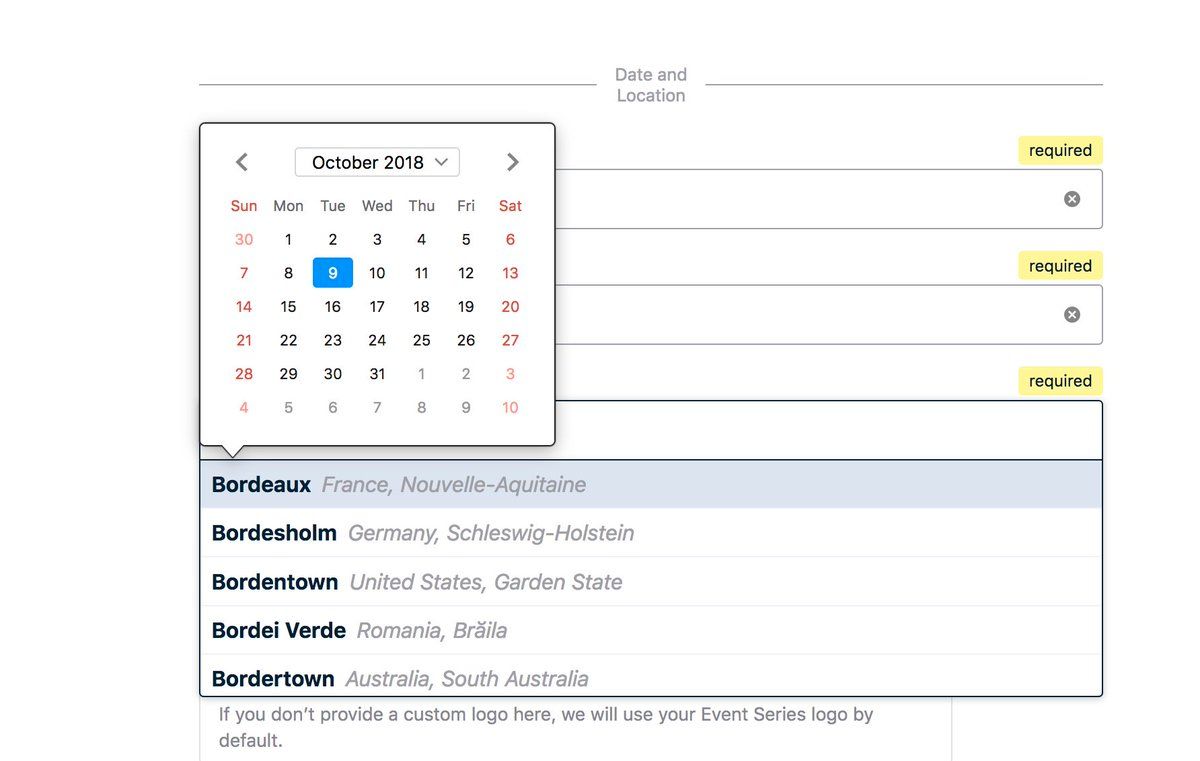 Date and
Location
required
October 2018
Sun Mon Tue Wed Thu Fri Sat
30 1 2 3 4 5 6
7 8 9 10 11 12 13
14 15 16 17 18 19 20
21 22 23 24 25 26 27
28 29 30 31 1 2 3
4 5 6 7 8 9 10
required
required
Bordeaux France, Nouvelle-Aquitaine
Bordesholm Germany, Schleswig-Holstein
Bordentown United States, Garden State
Bordei Verde Romania, Brăila
Bordertown Australia, South Australia
If you don’t provide a custom logo here, we will use your Event Series logo by
default.